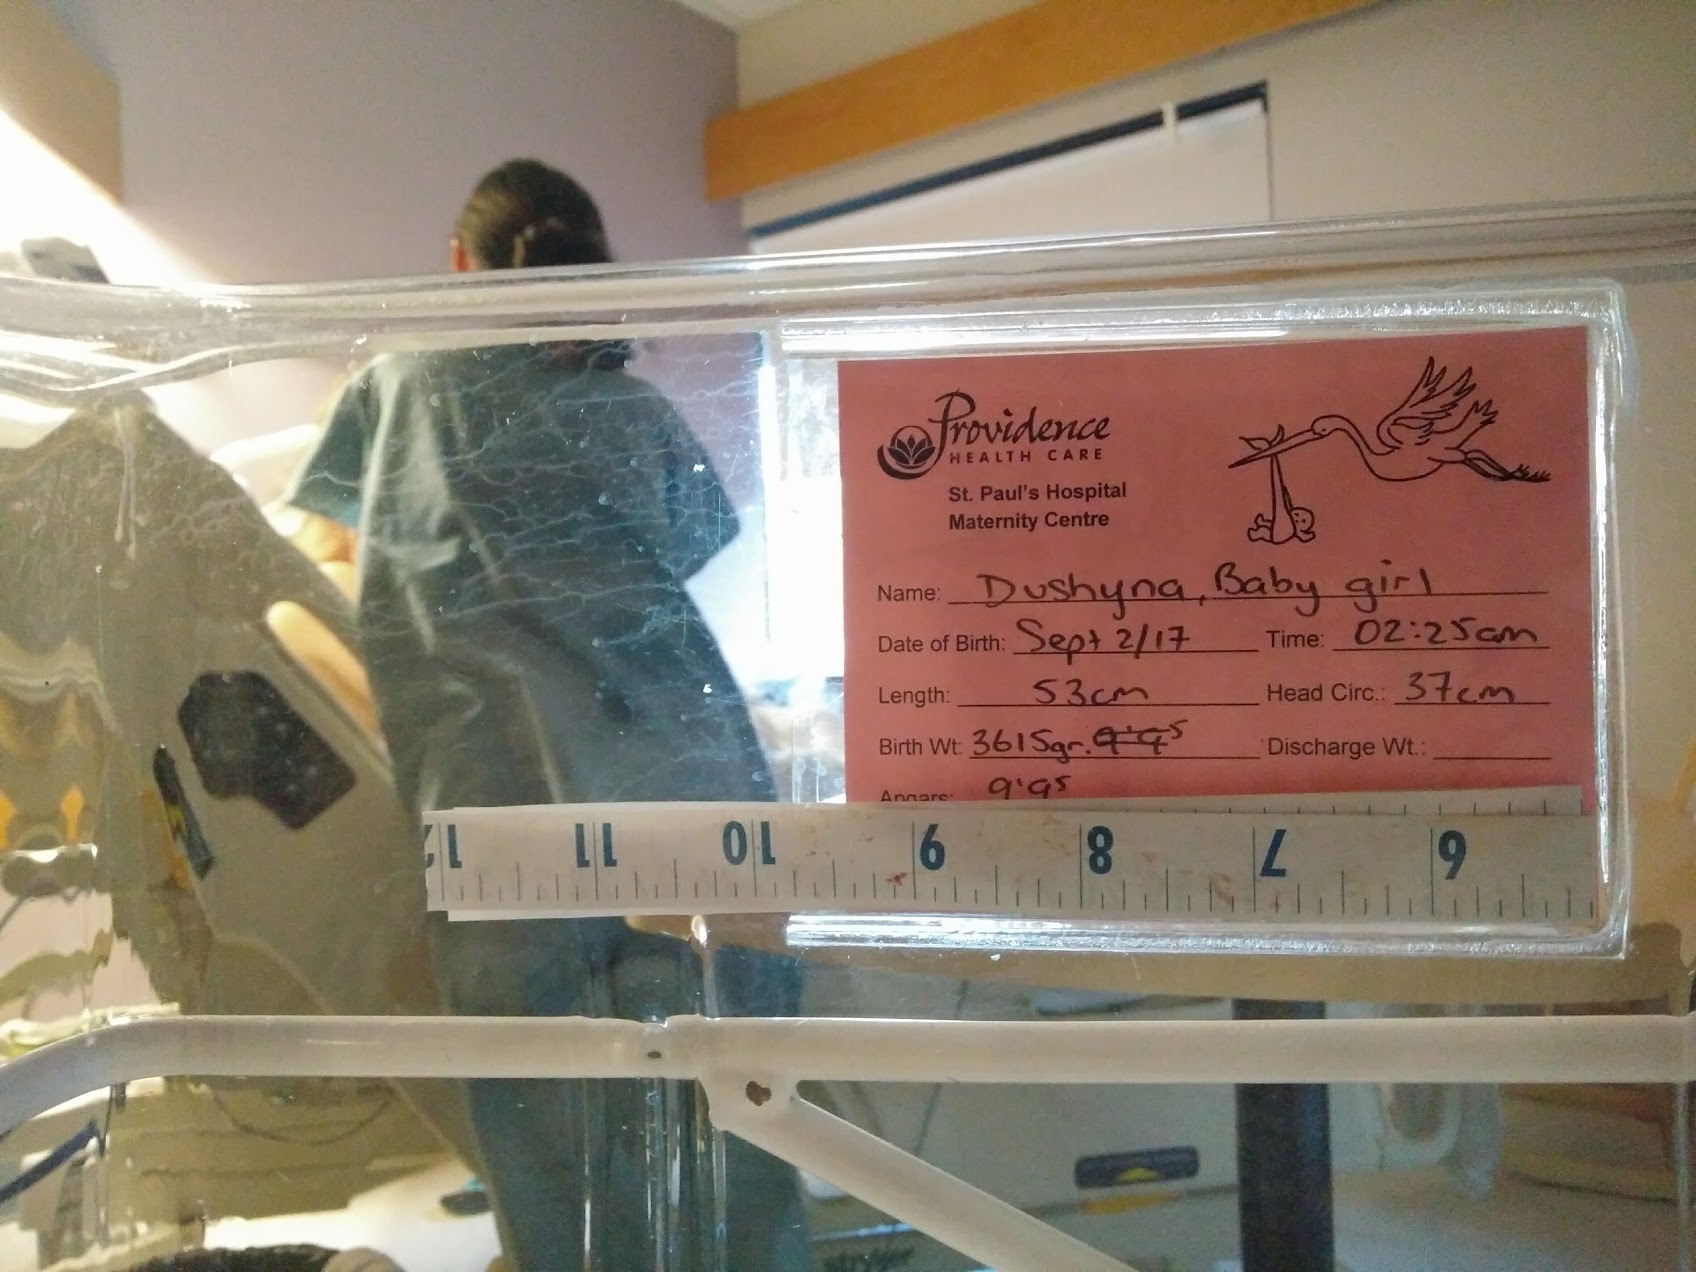 Providence
HEALTH CARE
St. Paul's Hospital
Maternity Centre
Name: Dushyna, Baby girl
Date of Birth: Sept 2/17 Time: 02:25am
Length: 53cm Head Circ.: 37cm
Birth Wt: 3615gr. 9'95 Discharge Wt.:
Apgars: 9'95
12 11 10 9 8 7 6